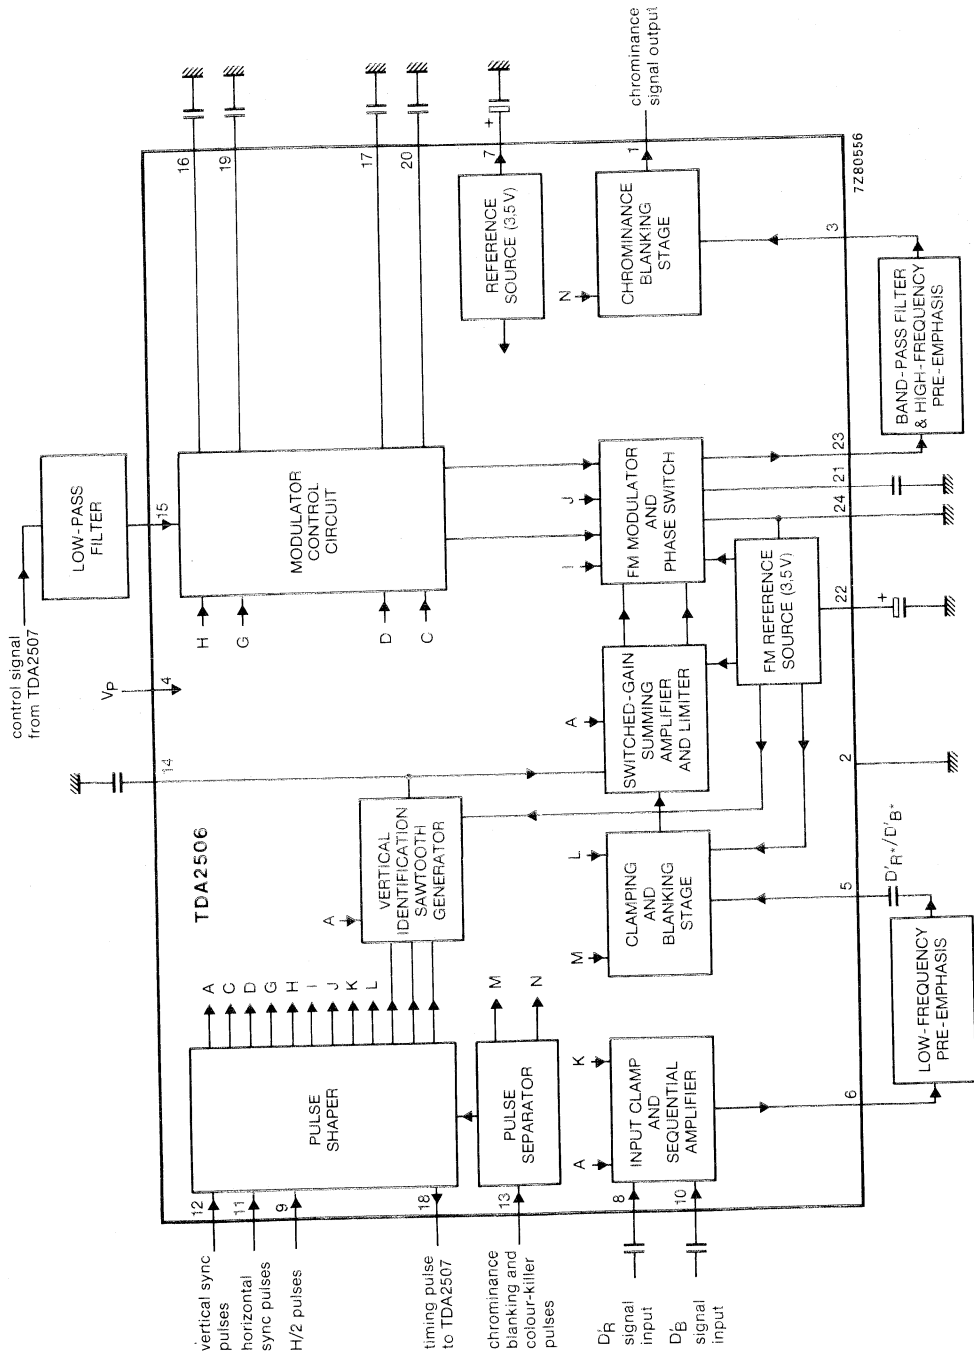 TDA2506
control signal
from TDA2507
LOW-PASS
FILTER
VP
4
14
15
16
19
17
20
7
+
12
11
9
18
13
vertical sync
pulses
horizontal
sync pulses
H/2 pulses
timing pulse
to TDA2507
chrominance
blanking and
colour-killer
pulses
PULSE
SHAPER
A
C
D
G
H
I
J
K
L
PULSE
SEPARATOR
M
N
A
VERTICAL
IDENTIFICATION
SAWTOOTH
GENERATOR
H
G
D
C
MODULATOR
CONTROL
CIRCUIT
REFERENCE
SOURCE (3,5 V)
D'R
signal
input
D'B
signal
input
8
10
A
K
INPUT CLAMP
AND
SEQUENTIAL
AMPLIFIER
M
L
CLAMPING
AND
BLANKING
STAGE
A
SWITCHED-GAIN
SUMMING
AMPLIFIER
AND LIMITER
I
J
FM MODULATOR
AND
PHASE SWITCH
N
CHROMINANCE
BLANKING
STAGE
1
chrominance
signal output
FM REFERENCE
SOURCE (3,5 V)
6
5
2
22
24
21
23
3
+
LOW-FREQUENCY
PRE-EMPHASIS
D'R*/D'B*
BAND-PASS FILTER
& HIGH-FREQUENCY
PRE-EMPHASIS
7Z80556